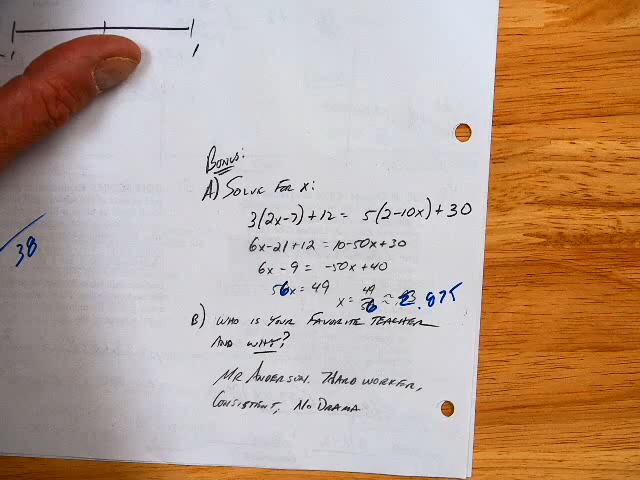 38
Bonus:
A) Solve for x:
3(2x-7)+12 = 5(2-10x)+30
6x-21+12 = 10-50x+30
6x-9 = -50x+40
56x = 49
x = 49/56 ≈ .875
B) Who is your favorite teacher
and why?
Mr Anderson. Hard worker,
consistent, no drama